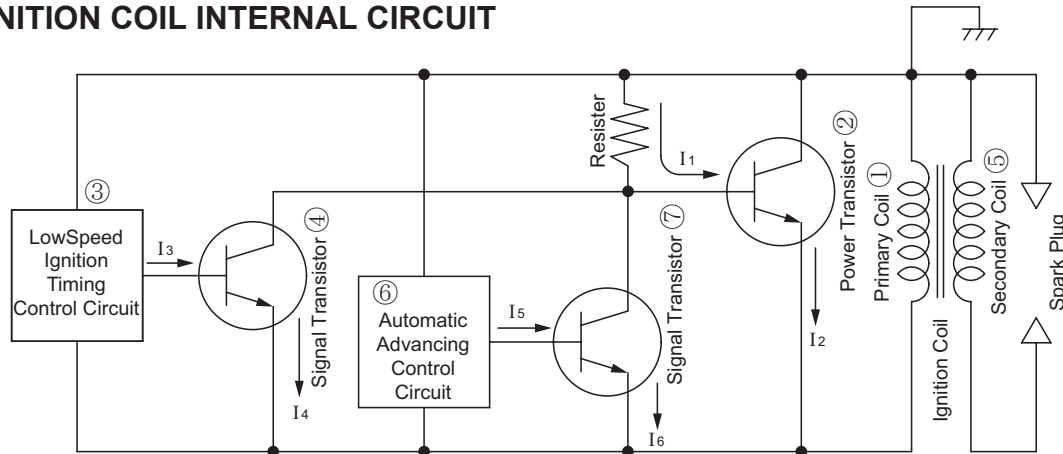 NITION COIL INTERNAL CIRCUIT
③
LowSpeed
Ignition
Timing
Control Circuit
I3
Signal Transistor ④
I4
⑥
Automatic
Advancing
Control
Circuit
I5
Signal Transistor ⑦
I6
Resister
I1
Power Transistor ②
I2
Primary Coil ①
Ignition Coil
Secondary Coil ⑤
Spark Plug